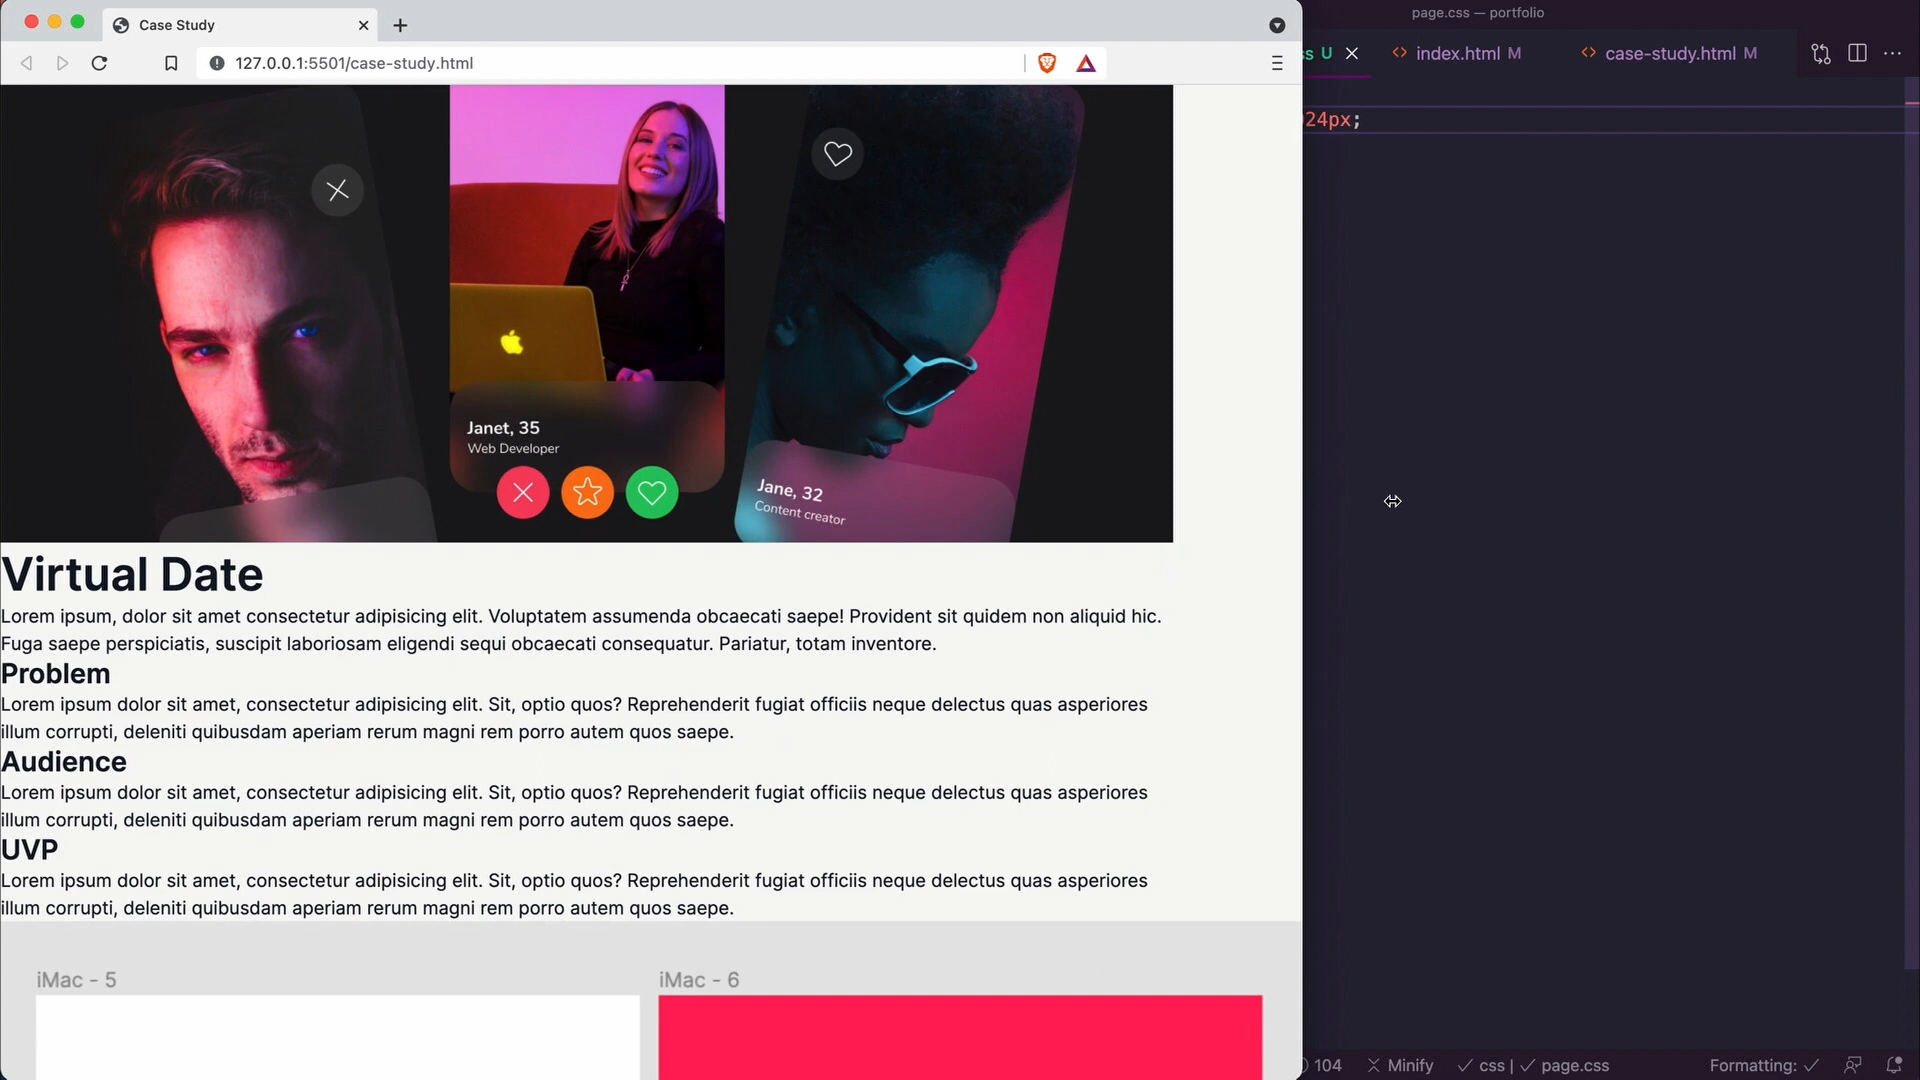 Case Study
page.css — portfolio
127.0.0.1:5501/case-study.html
U
index.html M
case-study.html M
24px;
Janet, 35
Web Developer
Jane, 32
Content creator
Virtual Date
Lorem ipsum, dolor sit amet consectetur adipisicing elit. Voluptatem assumenda obcaecati saepe! Provident sit quidem non aliquid hic.
Fuga saepe perspiciatis, suscipit laboriosam eligendi sequi obcaecati consequatur. Pariatur, totam inventore.
Problem
Lorem ipsum dolor sit amet, consectetur adipisicing elit. Sit, optio quos? Reprehenderit fugiat officiis neque delectus quas asperiores
illum corrupti, deleniti quibusdam aperiam rerum magni rem porro autem quos saepe.
Audience
Lorem ipsum dolor sit amet, consectetur adipisicing elit. Sit, optio quos? Reprehenderit fugiat officiis neque delectus quas asperiores
illum corrupti, deleniti quibusdam aperiam rerum magni rem porro autem quos saepe.
UVP
Lorem ipsum dolor sit amet, consectetur adipisicing elit. Sit, optio quos? Reprehenderit fugiat officiis neque delectus quas asperiores
illum corrupti, deleniti quibusdam aperiam rerum magni rem porro autem quos saepe.
iMac - 5
iMac - 6
104
Minify
css | ✓ page.css
Formatting: ✓